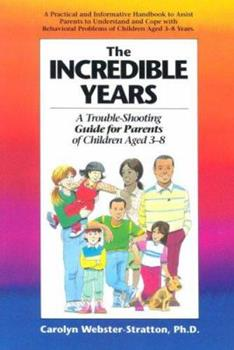 A Practical and Informative Handbook to Assist
Parents to Understand and Cope with
Behavioral Problems of Children Aged 3–8 Years.
The
INCREDIBLE
YEARS
A Trouble-Shooting
Guide for Parents
of Children Aged 3–8
Carolyn Webster-Stratton, Ph.D.